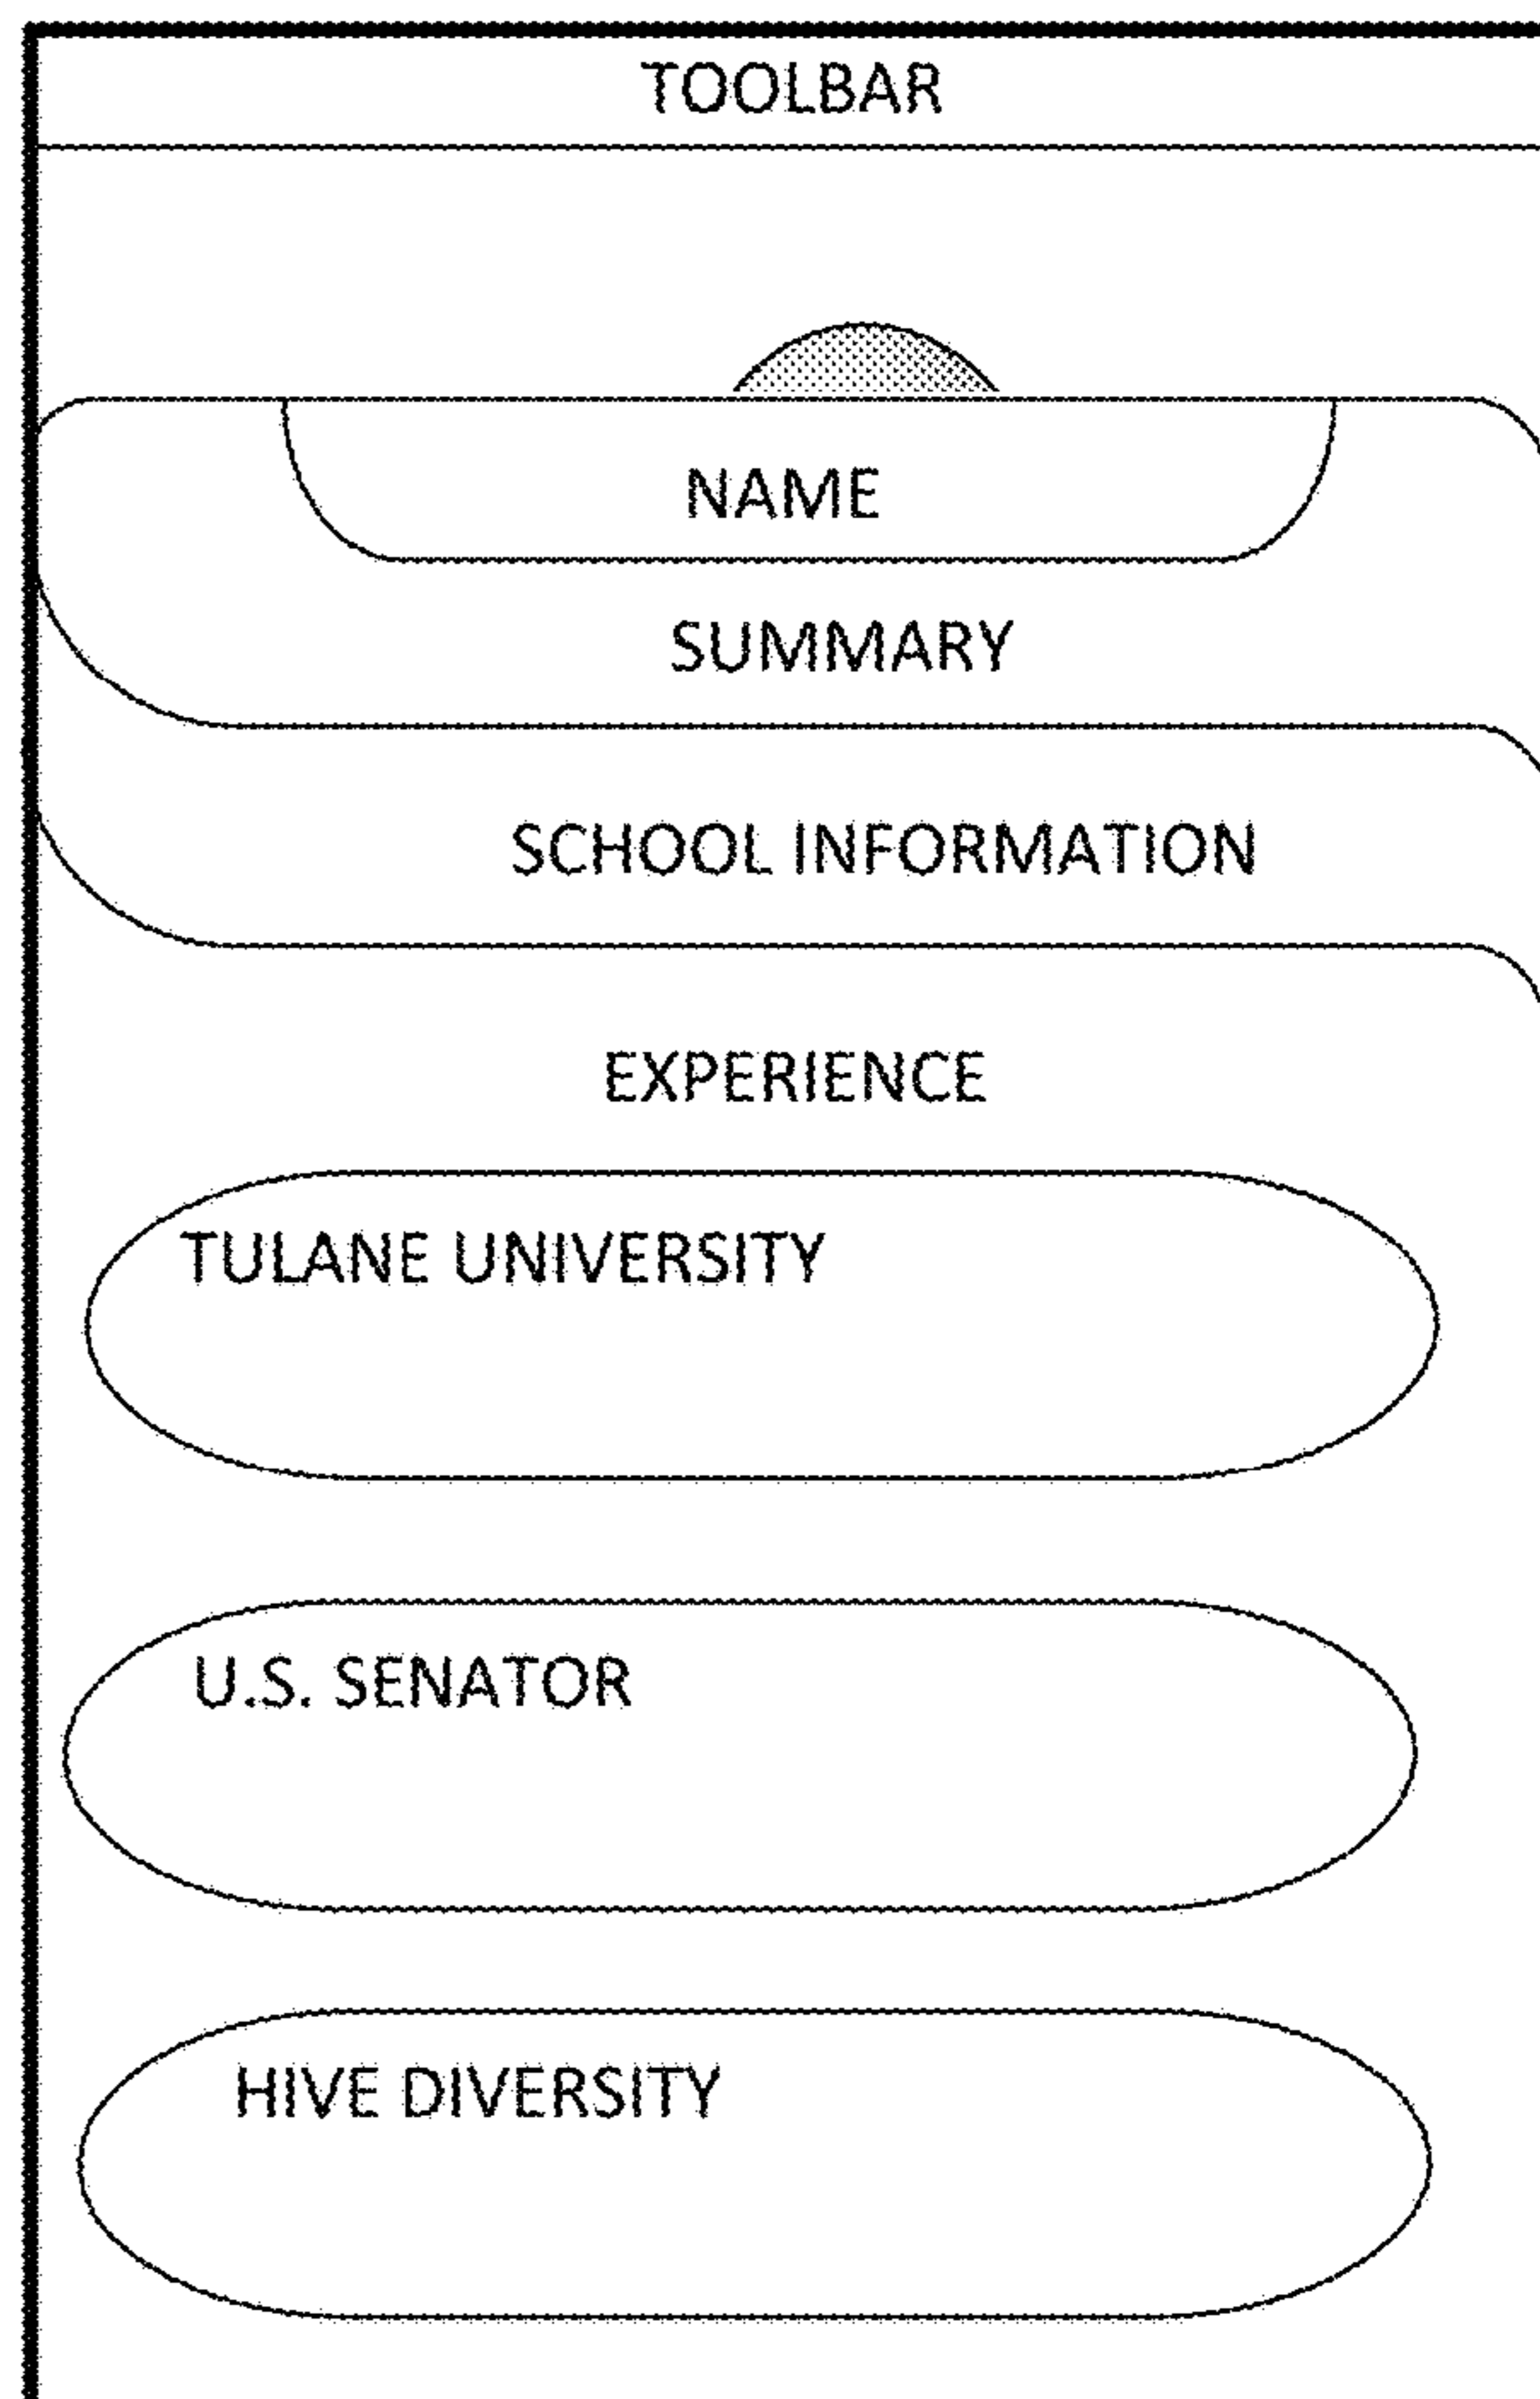 TOOLBAR
NAME
SUMMARY
SCHOOL INFORMATION
EXPERIENCE
TULANE UNIVERSITY
U.S. SENATOR
HIVE DIVERSITY